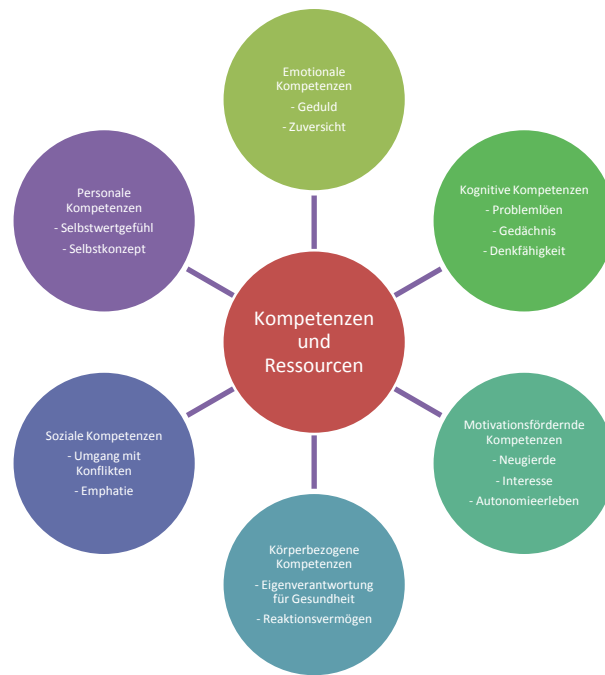 Emotionale
Kompetenzen
- Geduld
- Zuversicht
Kognitive Kompetenzen
- Problemlöen
- Gedächnis
- Denkfähigkeit
Motivationsfördernde
Kompetenzen
- Neugierde
- Interesse
- Autonomieerleben
Körperbezogene
Kompetenzen
- Eigenverantwortung
für Gesundheit
- Reaktionsvermögen
Soziale Kompetenzen
- Umgang mit
Konflikten
- Emphatie
Personale
Kompetenzen
- Selbstwertgefühl
- Selbstkonzept
Kompetenzen
und
Ressourcen